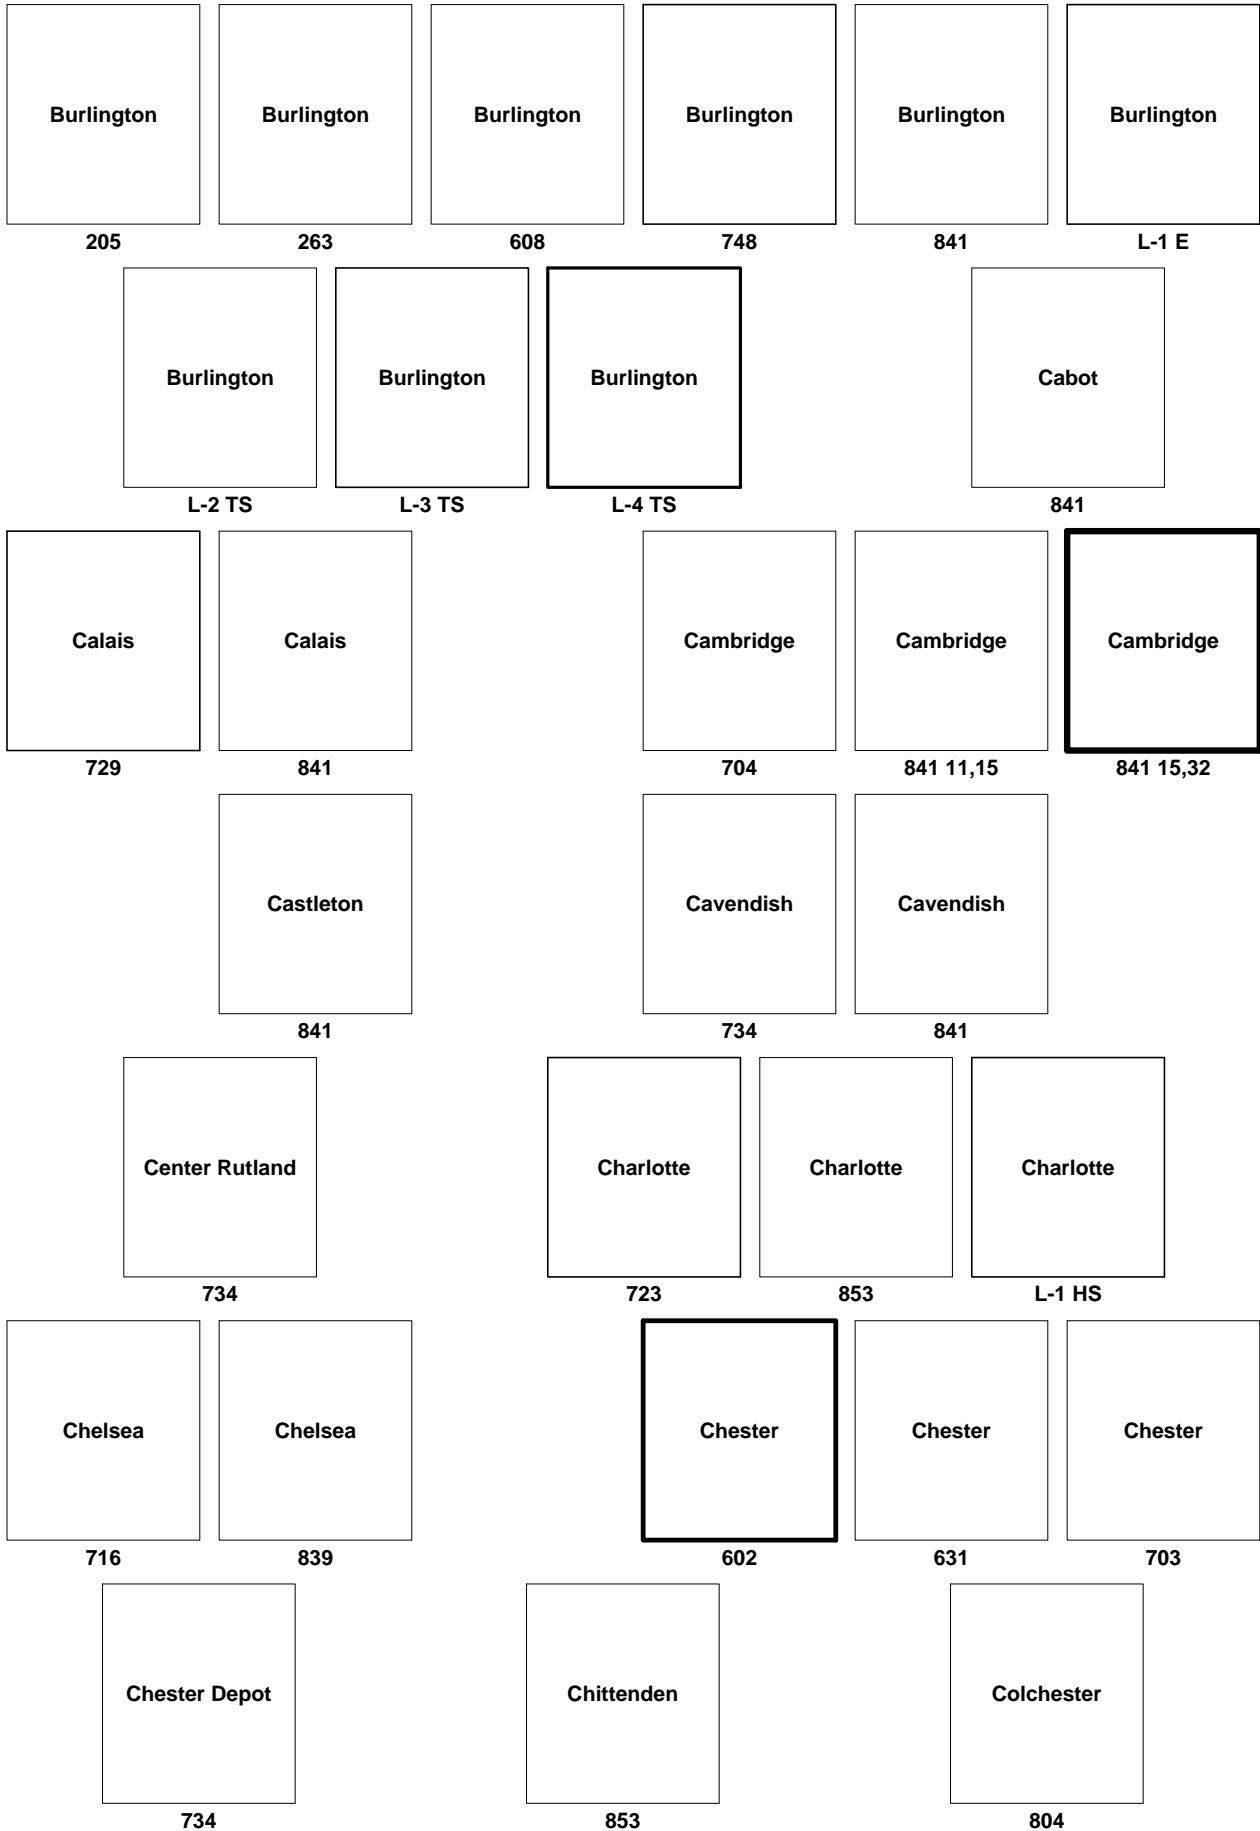 Burlington Burlington Burlington Burlington Burlington Burlington
205 263 608 748 841 L-1 E
Burlington Burlington Burlington Cabot
L-2 TS L-3 TS L-4 TS 841
Calais Calais Cambridge Cambridge Cambridge
729 841 704 841 11,15 841 15,32
Castleton Cavendish Cavendish
841 734 841
Center Rutland Charlotte Charlotte Charlotte
734 723 853 L-1 HS
Chelsea Chelsea Chester Chester Chester
716 839 602 631 703
Chester Depot Chittenden Colchester
734 853 804